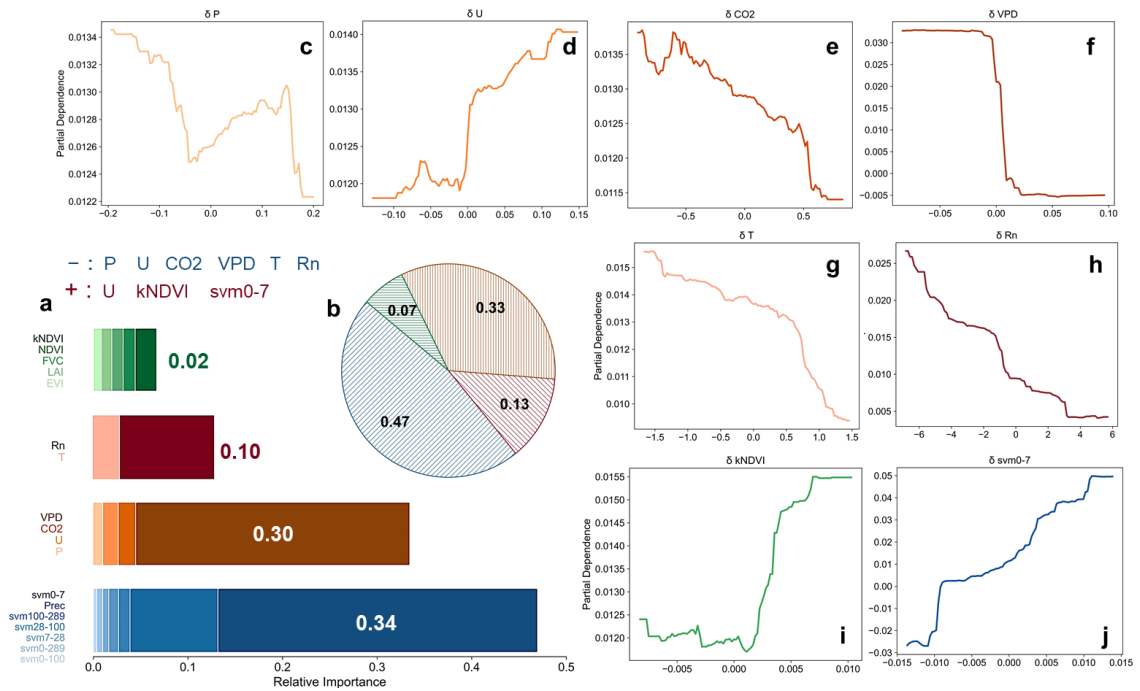 δ P
δ U
δ CO2
δ VPD
c
d
e
f
Partial Dependence
0.0134
0.0132
0.0130
0.0128
0.0126
0.0124
0.0122
−0.2
−0.1
0.0
0.1
0.2
0.0140
0.0135
0.0130
0.0125
0.0120
−0.10
−0.05
0.00
0.05
0.10
0.15
Partial Dependence
0.0135
0.0130
0.0125
0.0120
0.0115
−0.5
0.0
0.5
0.030
0.025
0.020
0.015
0.010
0.005
0.000
−0.005
−0.05
0.00
0.05
0.10
− : P U CO2 VPD T Rn
+ : U kNDVI svm0-7
a
kNDVI
NDVI
FVC
LAI
EVI
0.02
Rn
T
0.10
VPD
CO2
U
P
0.30
svm0-7
Prec
svm100-289
svm28-100
svm7-28
svm0-289
svm0-100
0.34
0.0
0.1
0.2
0.3
0.4
0.5
Relative Importance
b
0.07
0.33
0.13
0.47
δ T
δ Rn
g
h
Partial Dependence
0.015
0.014
0.013
0.012
0.011
0.010
−1.5
−1.0
−0.5
0.0
0.5
1.0
1.5
0.025
0.020
0.015
0.010
0.005
−6
−4
−2
0
2
4
6
δ kNDVI
δ svm0-7
i
j
Partial Dependence
0.0155
0.0150
0.0145
0.0140
0.0135
0.0130
0.0125
0.0120
−0.005
0.000
0.005
0.010
0.05
0.04
0.03
0.02
0.01
0.00
−0.01
−0.02
−0.03
−0.015
−0.010
−0.005
0.000
0.005
0.010
0.015